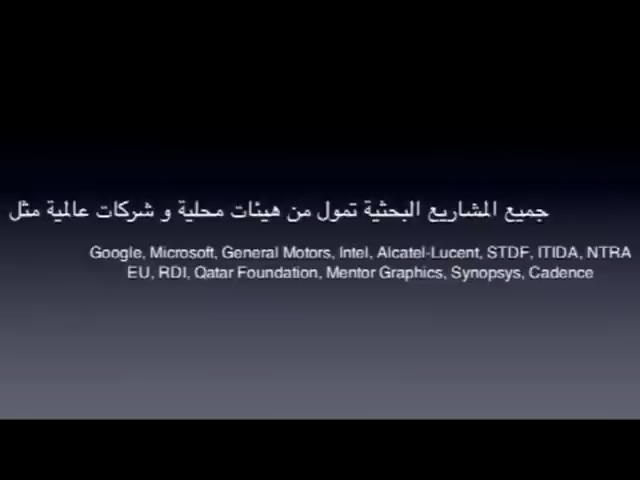 جميع المشاريع البحثية تمول من هيئات محلية و شركات عالمية مثل
Google, Microsoft, General Motors, Intel, Alcatel-Lucent, STDF, ITIDA, NTRA
EU, RDI, Qatar Foundation, Mentor Graphics, Synopsys, Cadence